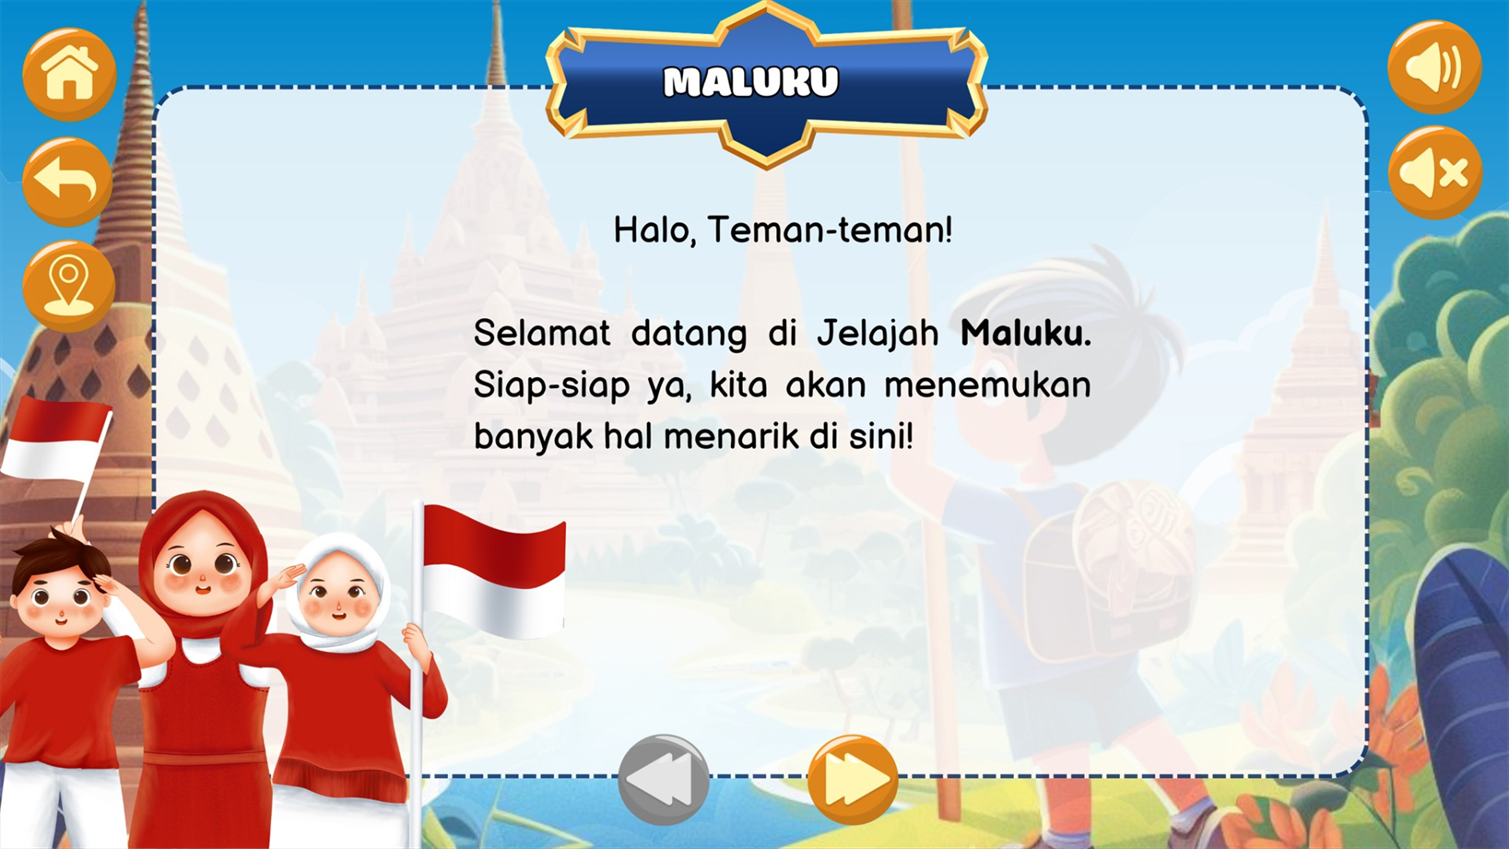 MALUKU
Halo, Teman-teman!
Selamat datang di Jelajah Maluku.
Siap-siap ya, kita akan menemukan
banyak hal menarik di sini!